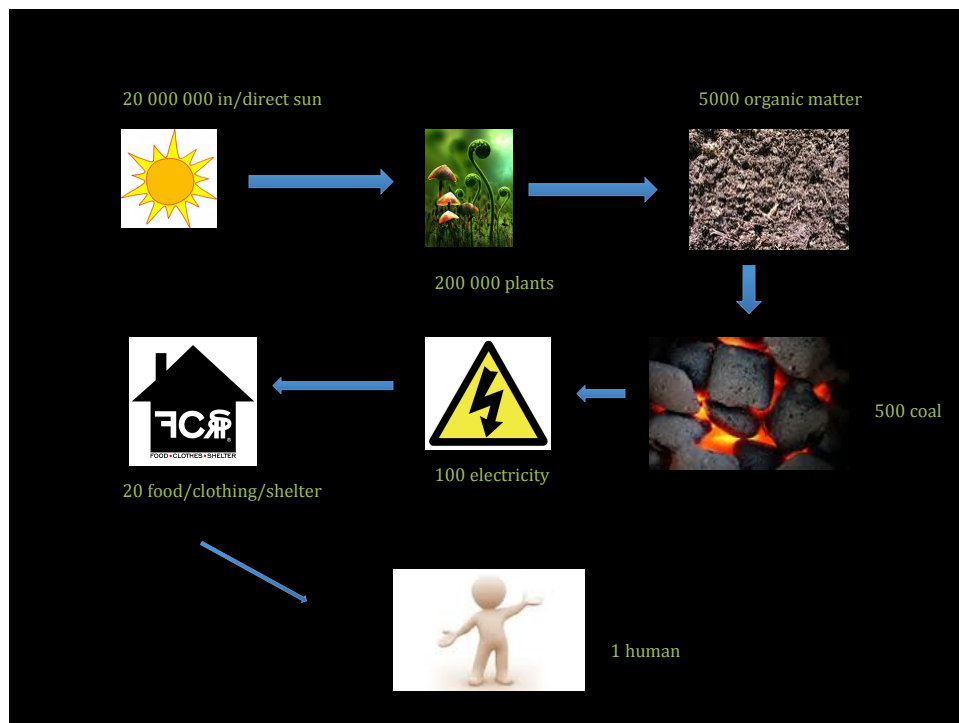 20 000 000 in/direct sun
5000 organic matter
200 000 plants
500 coal
100 electricity
FOOD•CLOTHES•SHELTER
20 food/clothing/shelter
1 human